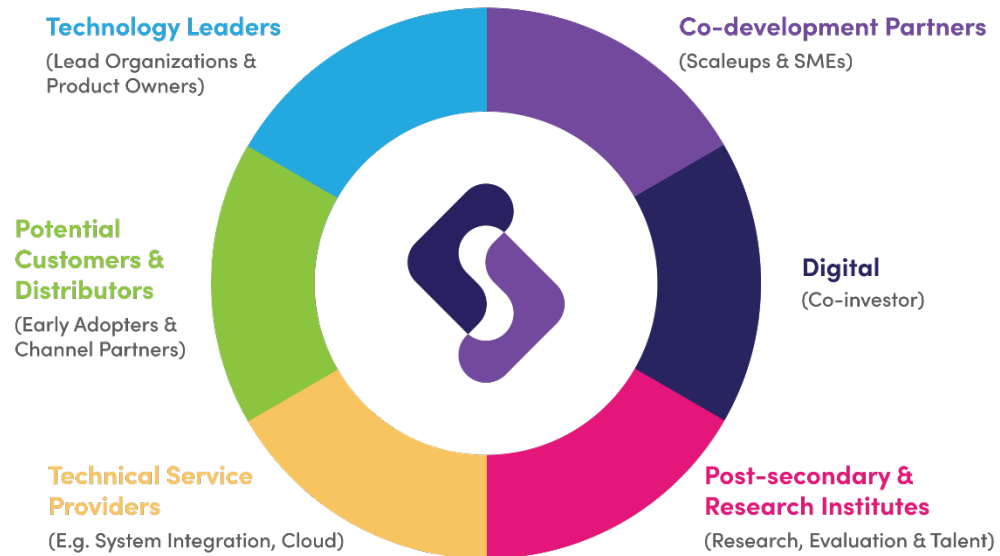 Technology Leaders
(Lead Organizations &
Product Owners)
Co-development Partners
(Scaleups & SMEs)
Potential
Customers &
Distributors
(Early Adopters &
Channel Partners)
Digital
(Co-investor)
Technical Service
Providers
(E.g. System Integration, Cloud)
Post-secondary &
Research Institutes
(Research, Evaluation & Talent)